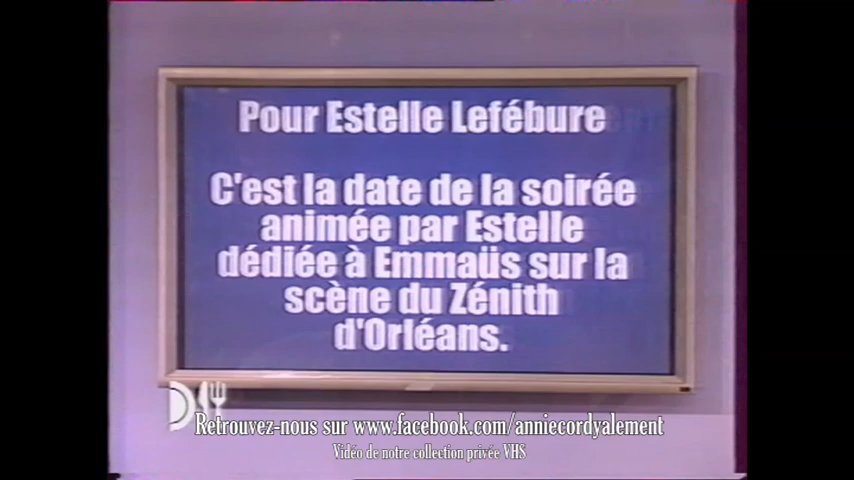 Pour Estelle Lefébure
C'est la date de la soirée
animée par Estelle
dédiée à Emmaüs sur la
scène du Zénith
d'Orléans.
Retrouvez-nous sur www.facebook.com/anniecordyalement
Vidéo de notre collection privée VHS